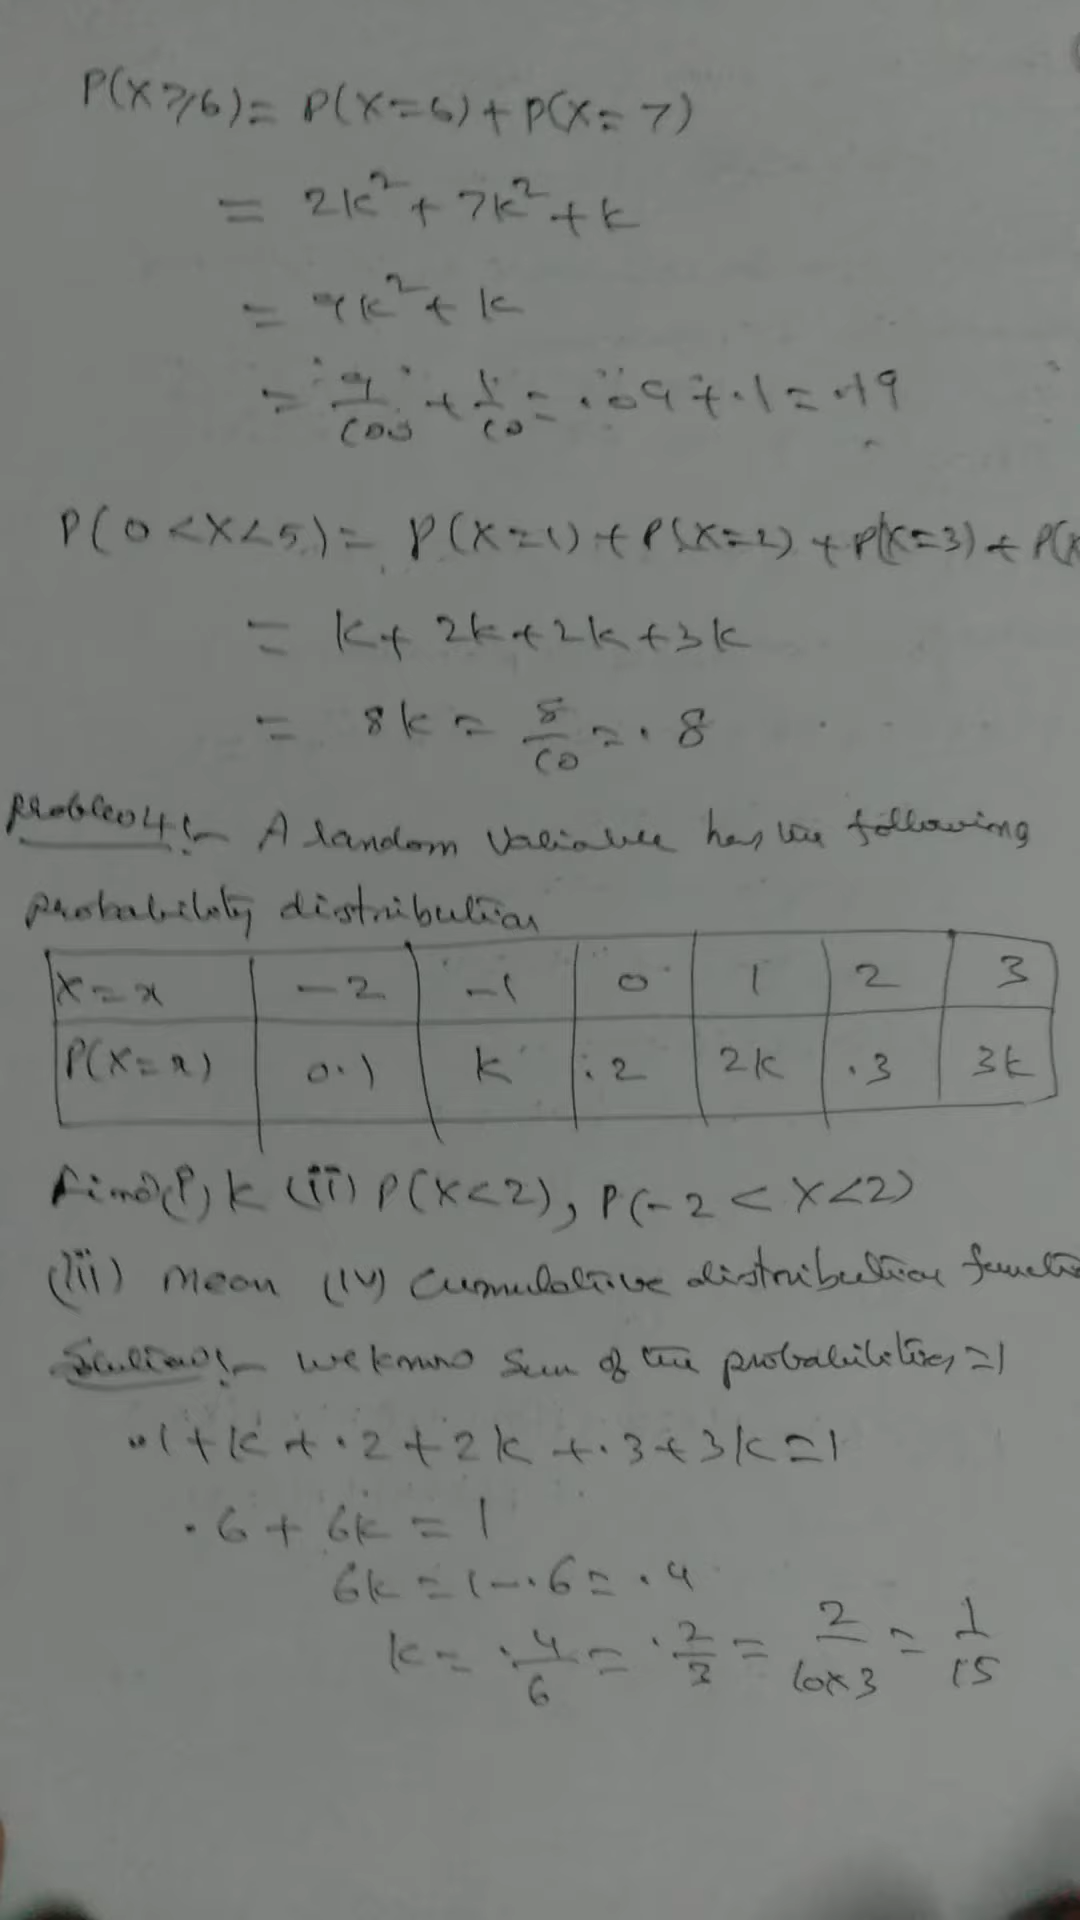 P(X⩾6) = P(X=6) + P(X=7)
= 2k² + 7k² + k
= 9k² + k
= 9/100 + 1/10 = .09 + .1 = .19
P(0<X<5) = P(X=1) + P(X=2) + P(X=3) + P(X
= k + 2k + 2k + 3k
= 8k = 8/10 = .8
Problem 4:- A random variable has the following
probability distribution
X=x -2 -1 0 1 2 3
P(X=x) 0.1 k .2 2k .3 3k
Find (i) k (ii) P(X<2), P(-2<X<2)
(iii) Mean (iv) Cumulative distribution functio
Solution:- We know Sum of the probabilities = 1
.1 + k + .2 + 2k + .3 + 3k = 1
.6 + 6k = 1
6k = 1 - .6 = .4
k = .4/6 = .2/3 = 2/10×3 = 1/15